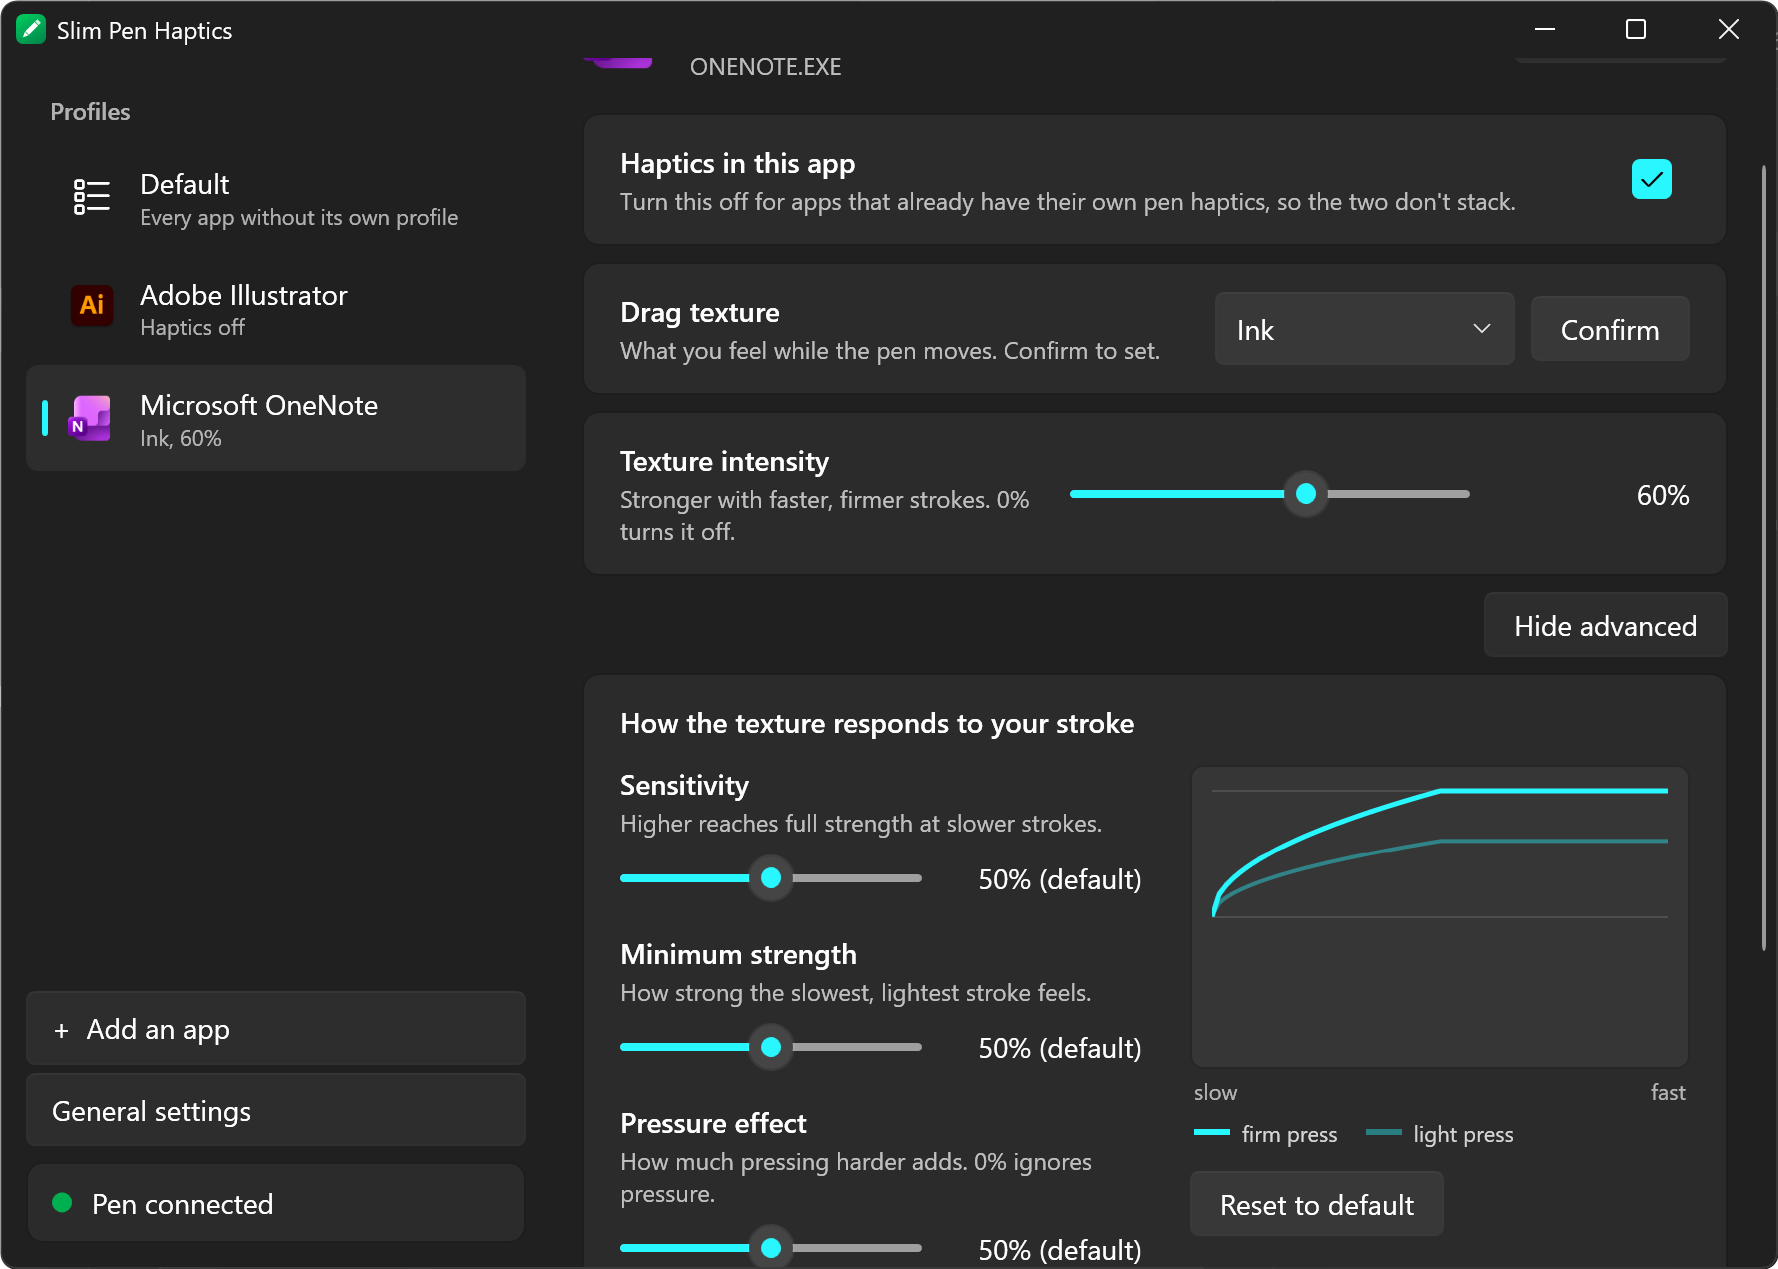 Slim Pen Haptics
Profiles
Default
Every app without its own profile
Ai
Adobe Illustrator
Haptics off
N
Microsoft OneNote
Ink, 60%
+ Add an app
General settings
Pen connected
ONENOTE.EXE
Haptics in this app
Turn this off for apps that already have their own pen haptics, so the two don't stack.
Drag texture
What you feel while the pen moves. Confirm to set.
Ink
Confirm
Texture intensity
Stronger with faster, firmer strokes. 0%
turns it off.
60%
Hide advanced
How the texture responds to your stroke
Sensitivity
Higher reaches full strength at slower strokes.
50% (default)
Minimum strength
How strong the slowest, lightest stroke feels.
50% (default)
Pressure effect
How much pressing harder adds. 0% ignores
pressure.
50% (default)
slow fast
firm press light press
Reset to default